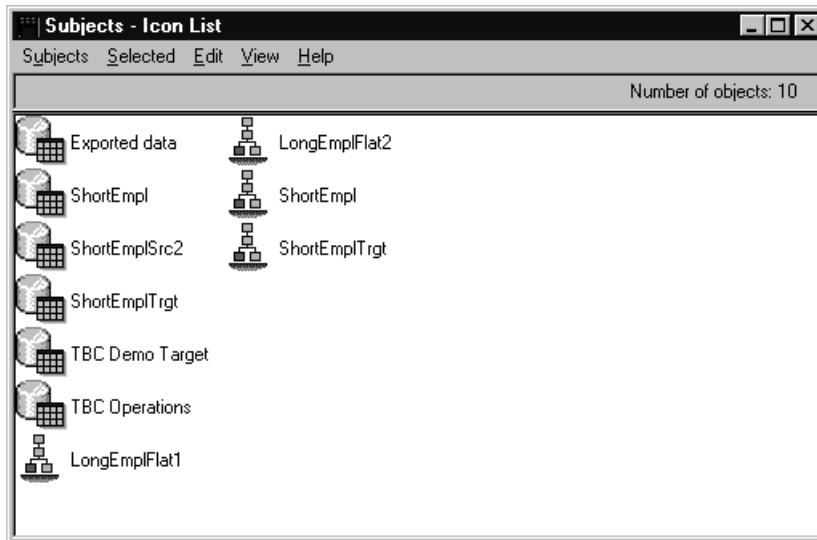 Subjects - Icon List
Subjects Selected Edit View Help
Number of objects: 10
Exported data
ShortEmpl
ShortEmplSrc2
ShortEmplTrgt
TBC Demo Target
TBC Operations
LongEmplFlat1
LongEmplFlat2
ShortEmpl
ShortEmplTrgt